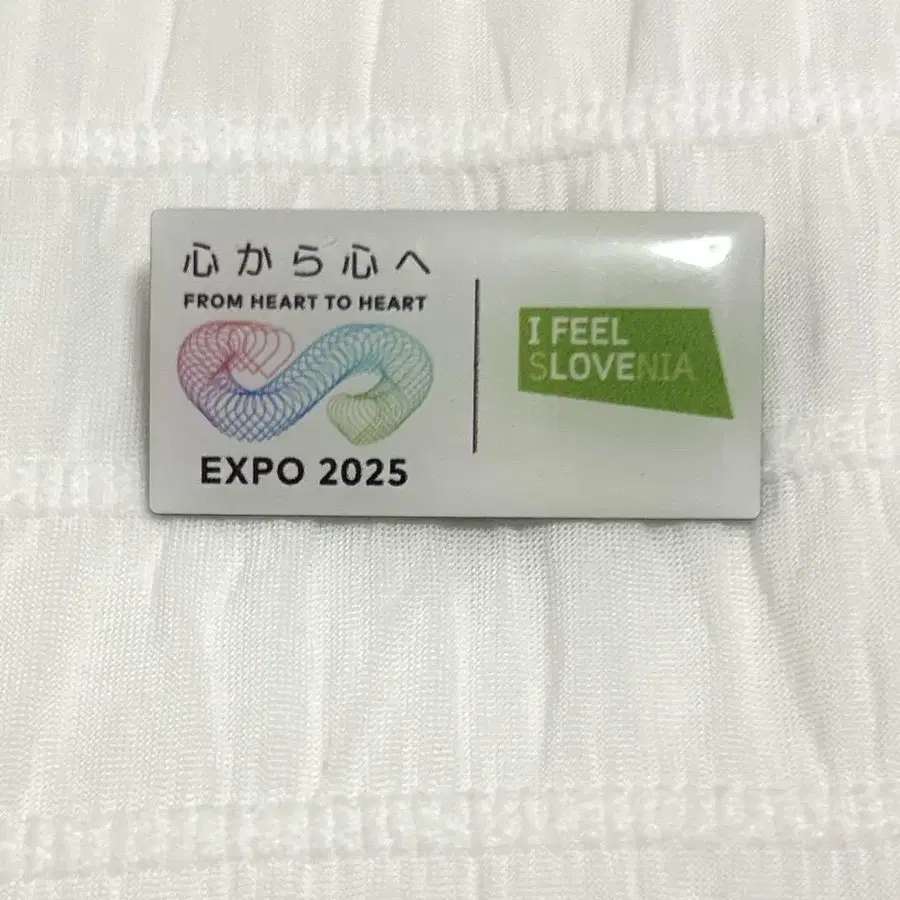 心から心へ
FROM HEART TO HEART
EXPO 2025
I FEEL
SLOVENIA